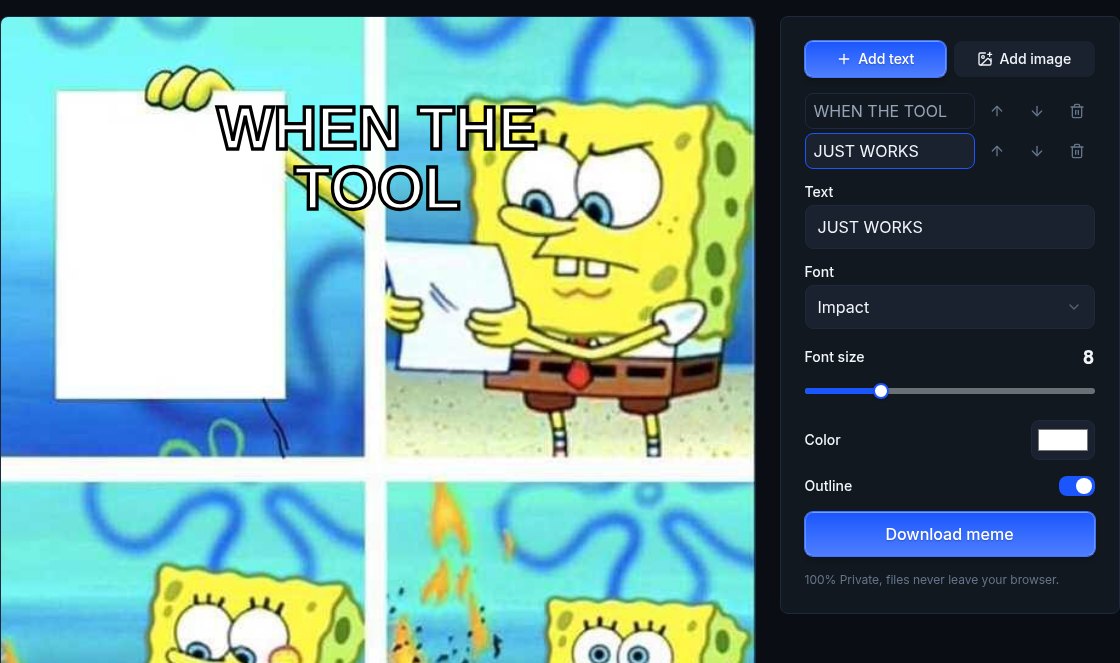 WHEN THE
TOOL
Add text
Add image
WHEN THE TOOL
JUST WORKS
Text
JUST WORKS
Font
Impact
Font size
8
Color
Outline
Download meme
100% Private, files never leave your browser.